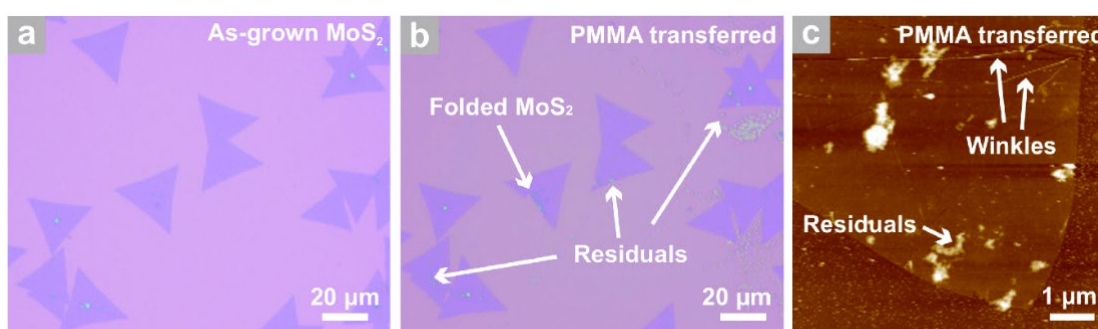 a
As-grown MoS₂
20 μm
b
PMMA transferred
Folded MoS₂
Residuals
20 μm
c
PMMA transferred
Winkles
Residuals
1 μm